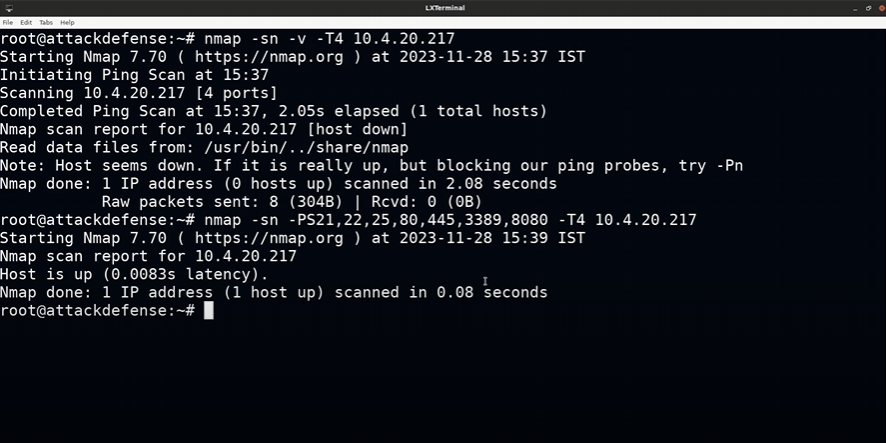 LXTerminal
File Edit Tabs Help
root@attackdefense:~# nmap -sn -v -T4 10.4.20.217
Starting Nmap 7.70 ( https://nmap.org ) at 2023-11-28 15:37 IST
Initiating Ping Scan at 15:37
Scanning 10.4.20.217 [4 ports]
Completed Ping Scan at 15:37, 2.05s elapsed (1 total hosts)
Nmap scan report for 10.4.20.217 [host down]
Read data files from: /usr/bin/../share/nmap
Note: Host seems down. If it is really up, but blocking our ping probes, try -Pn
Nmap done: 1 IP address (0 hosts up) scanned in 2.08 seconds
           Raw packets sent: 8 (304B) | Rcvd: 0 (0B)
root@attackdefense:~# nmap -sn -PS21,22,25,80,445,3389,8080 -T4 10.4.20.217
Starting Nmap 7.70 ( https://nmap.org ) at 2023-11-28 15:39 IST
Nmap scan report for 10.4.20.217
Host is up (0.0083s latency).
Nmap done: 1 IP address (1 host up) scanned in 0.08 seconds
root@attackdefense:~#